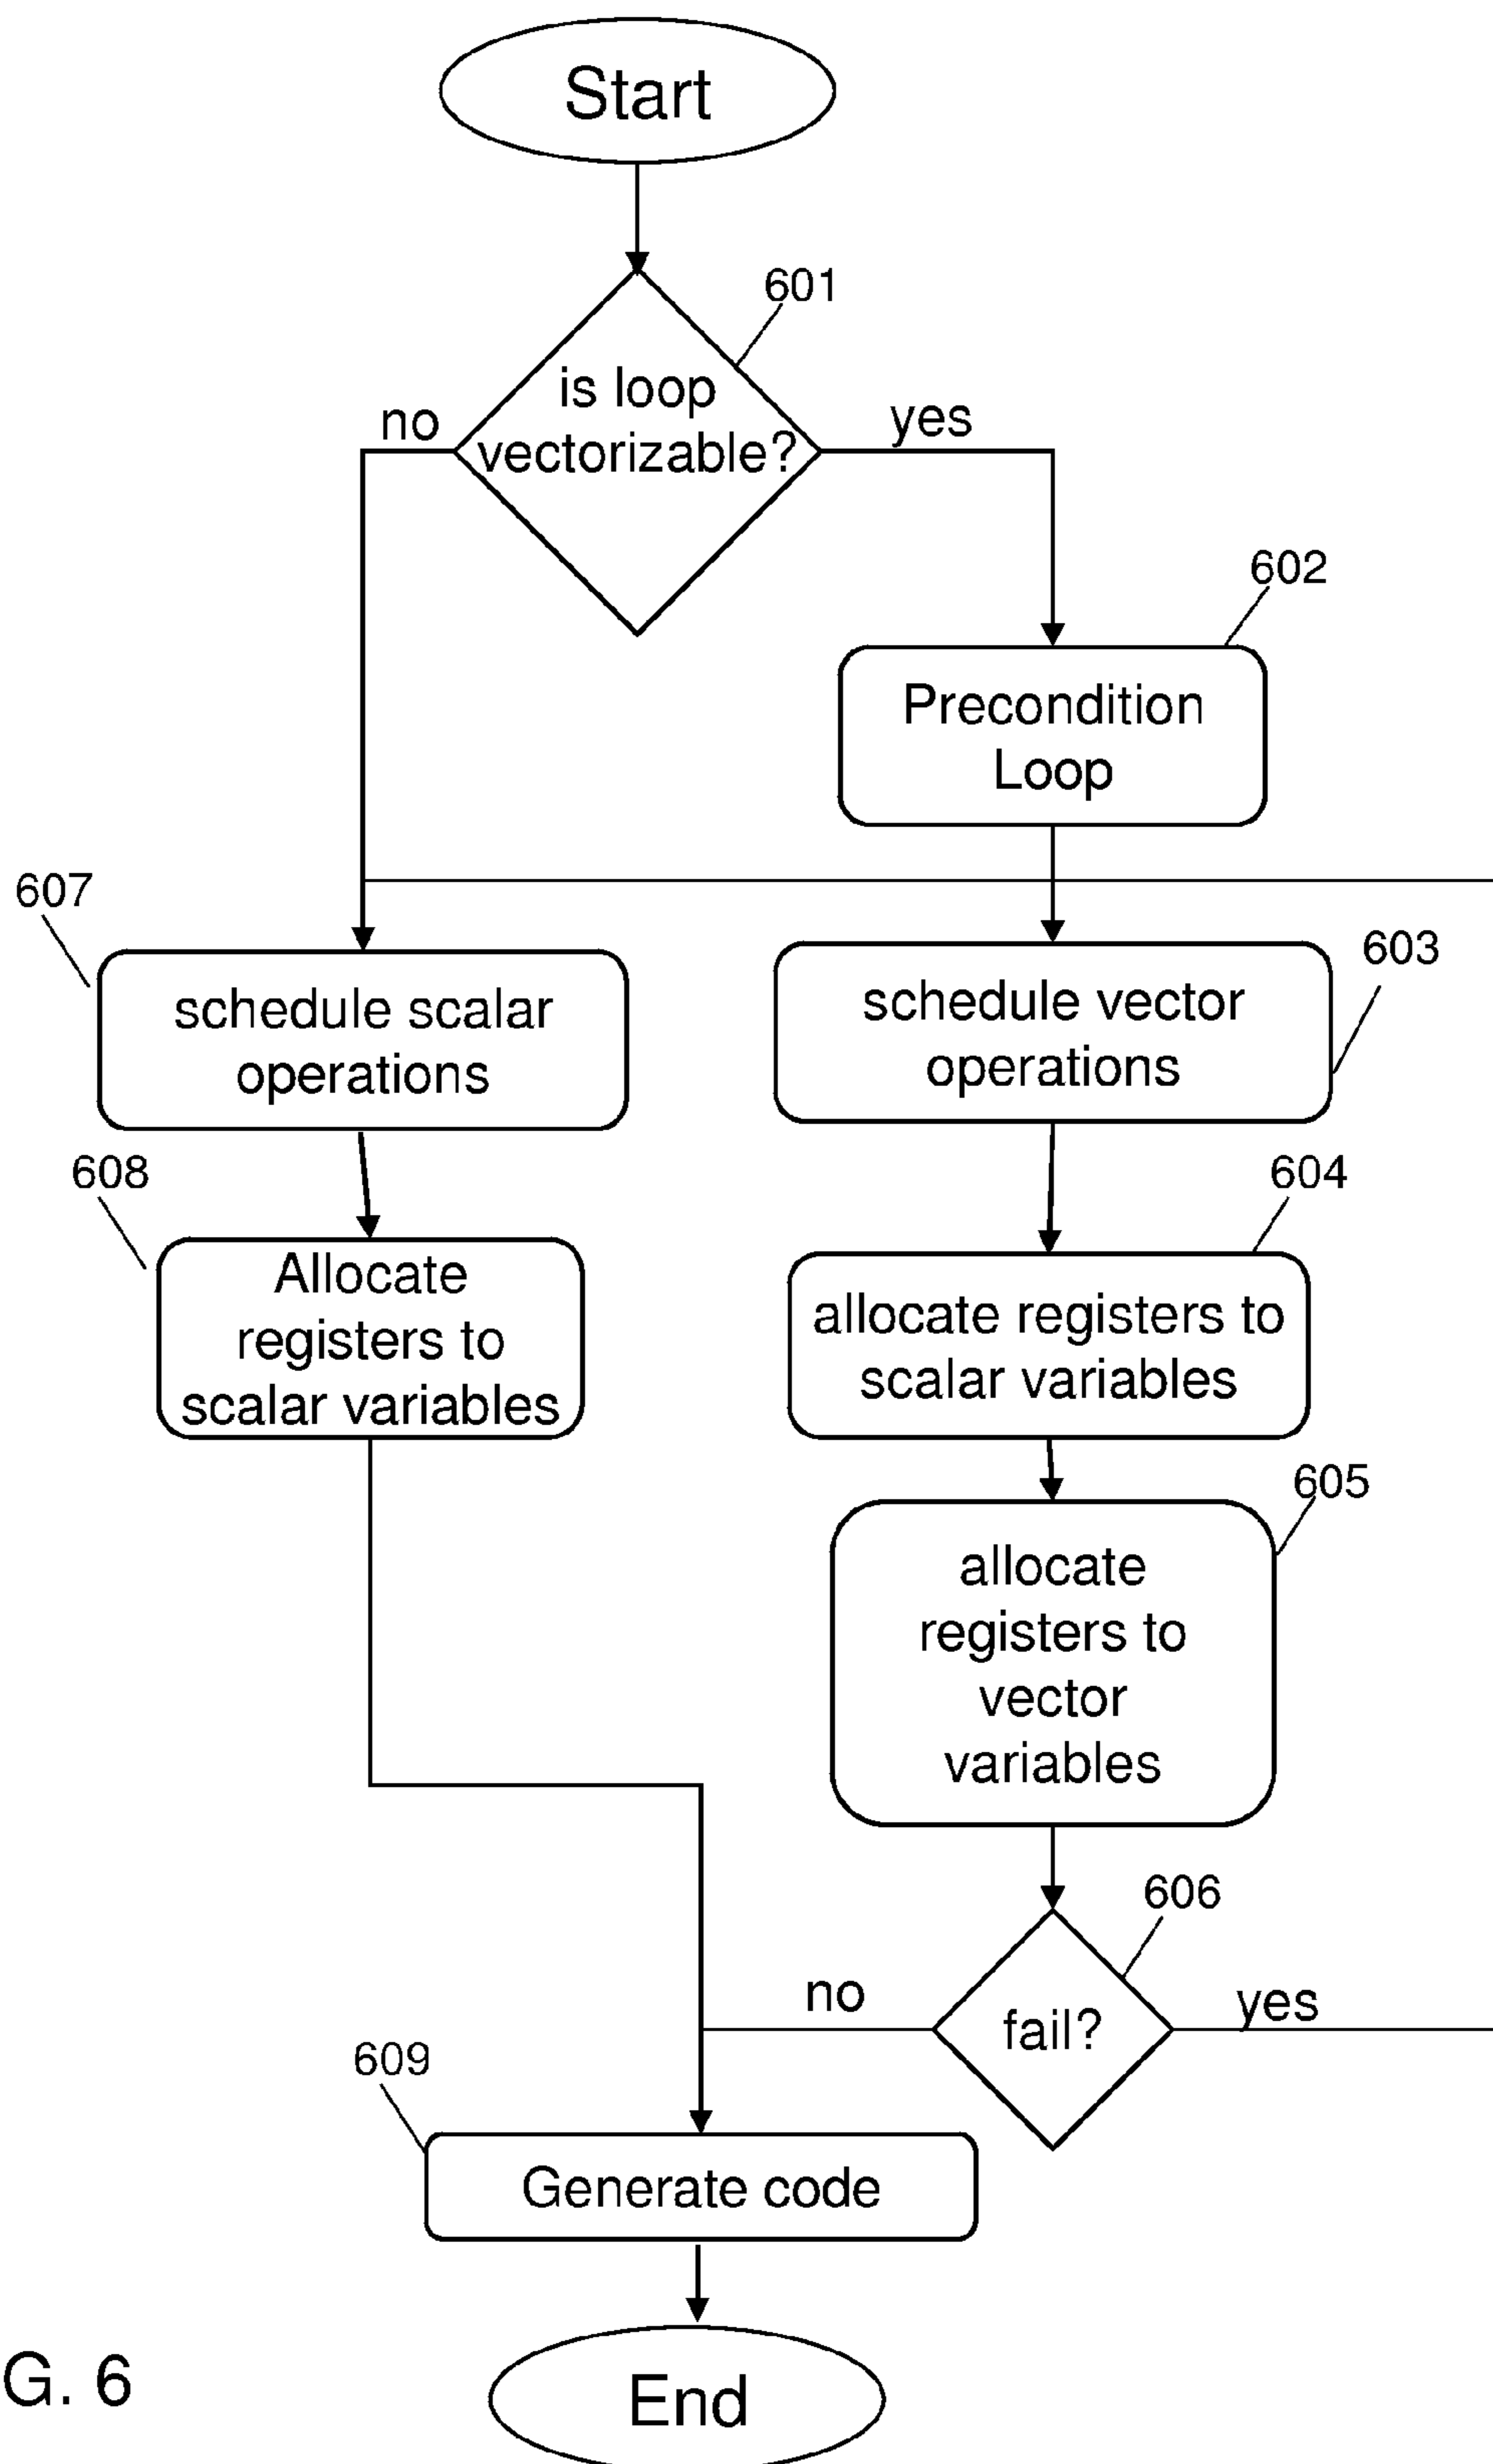 Start
601
is loop
vectorizable?
no
yes
602
Precondition
Loop
607
schedule scalar
operations
603
schedule vector
operations
608
Allocate
registers to
scalar variables
604
allocate registers to
scalar variables
605
allocate
registers to
vector
variables
606
fail?
no
yes
609
Generate code
End
G. 6